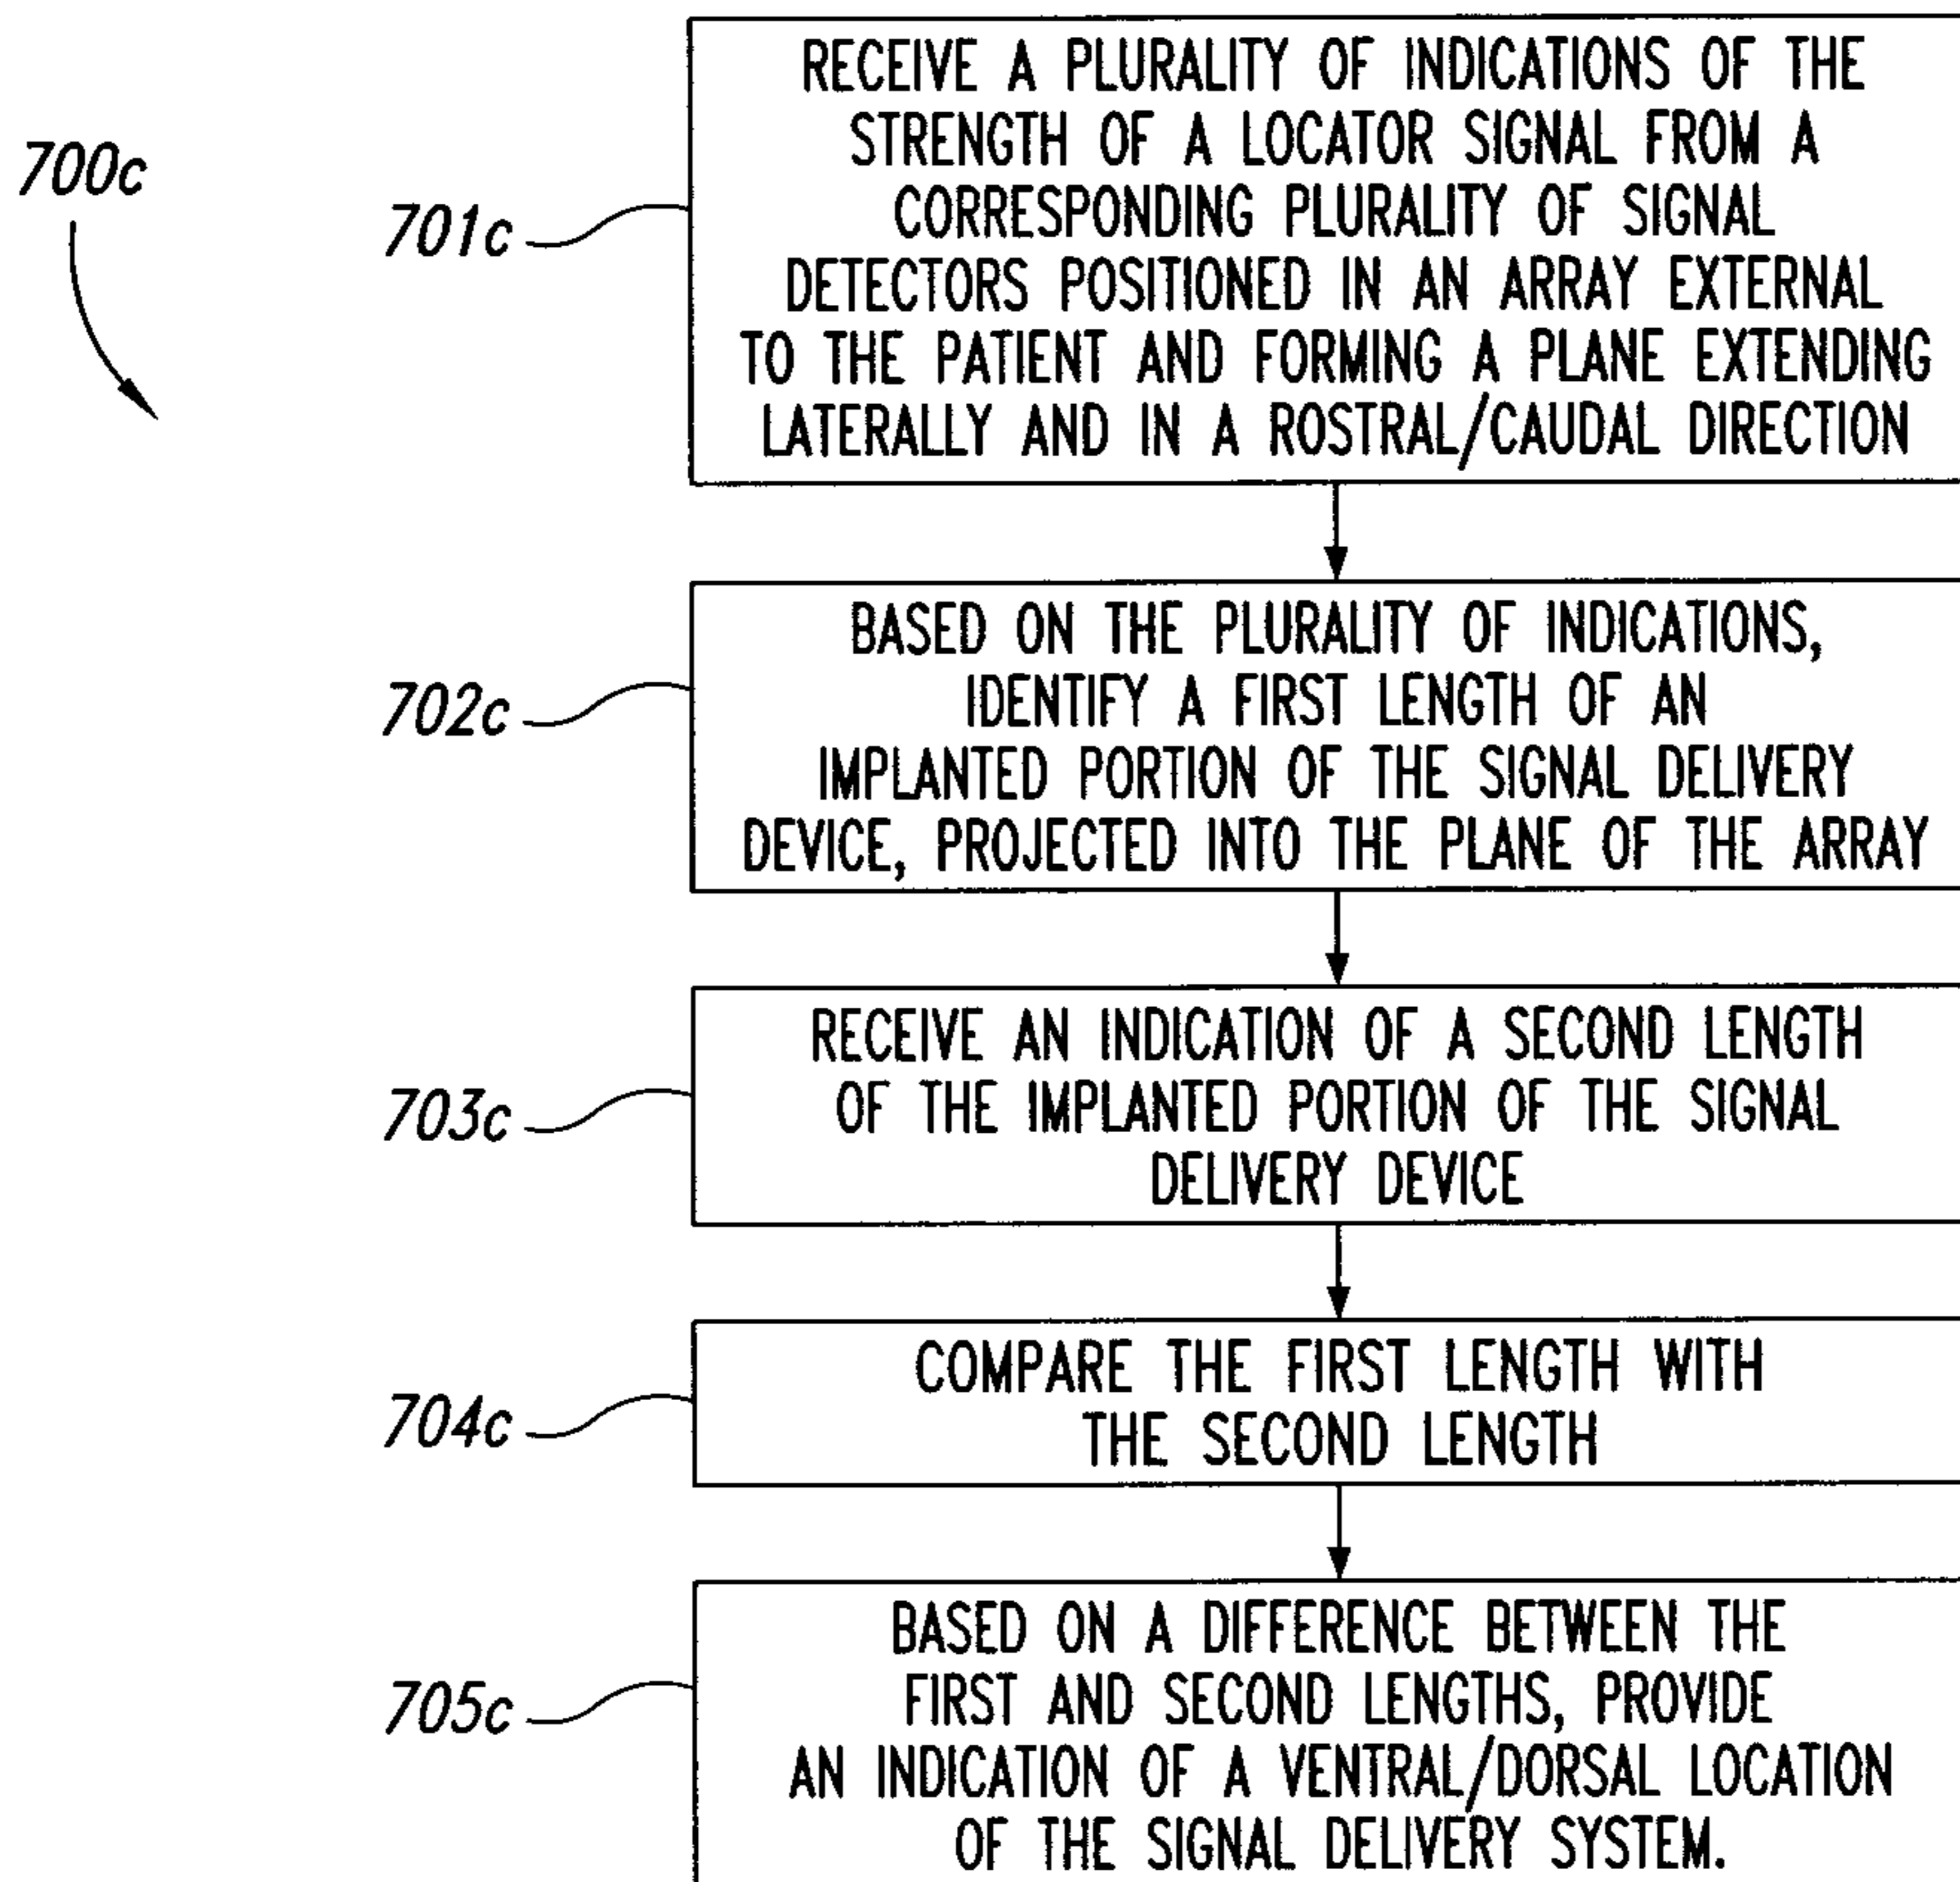 700c
701c
RECEIVE A PLURALITY OF INDICATIONS OF THE
STRENGTH OF A LOCATOR SIGNAL FROM A
CORRESPONDING PLURALITY OF SIGNAL
DETECTORS POSITIONED IN AN ARRAY EXTERNAL
TO THE PATIENT AND FORMING A PLANE EXTENDING
LATERALLY AND IN A ROSTRAL/CAUDAL DIRECTION
702c
BASED ON THE PLURALITY OF INDICATIONS,
IDENTIFY A FIRST LENGTH OF AN
IMPLANTED PORTION OF THE SIGNAL DELIVERY
DEVICE, PROJECTED INTO THE PLANE OF THE ARRAY
703c
RECEIVE AN INDICATION OF A SECOND LENGTH
OF THE IMPLANTED PORTION OF THE SIGNAL
DELIVERY DEVICE
704c
COMPARE THE FIRST LENGTH WITH
THE SECOND LENGTH
705c
BASED ON A DIFFERENCE BETWEEN THE
FIRST AND SECOND LENGTHS, PROVIDE
AN INDICATION OF A VENTRAL/DORSAL LOCATION
OF THE SIGNAL DELIVERY SYSTEM.